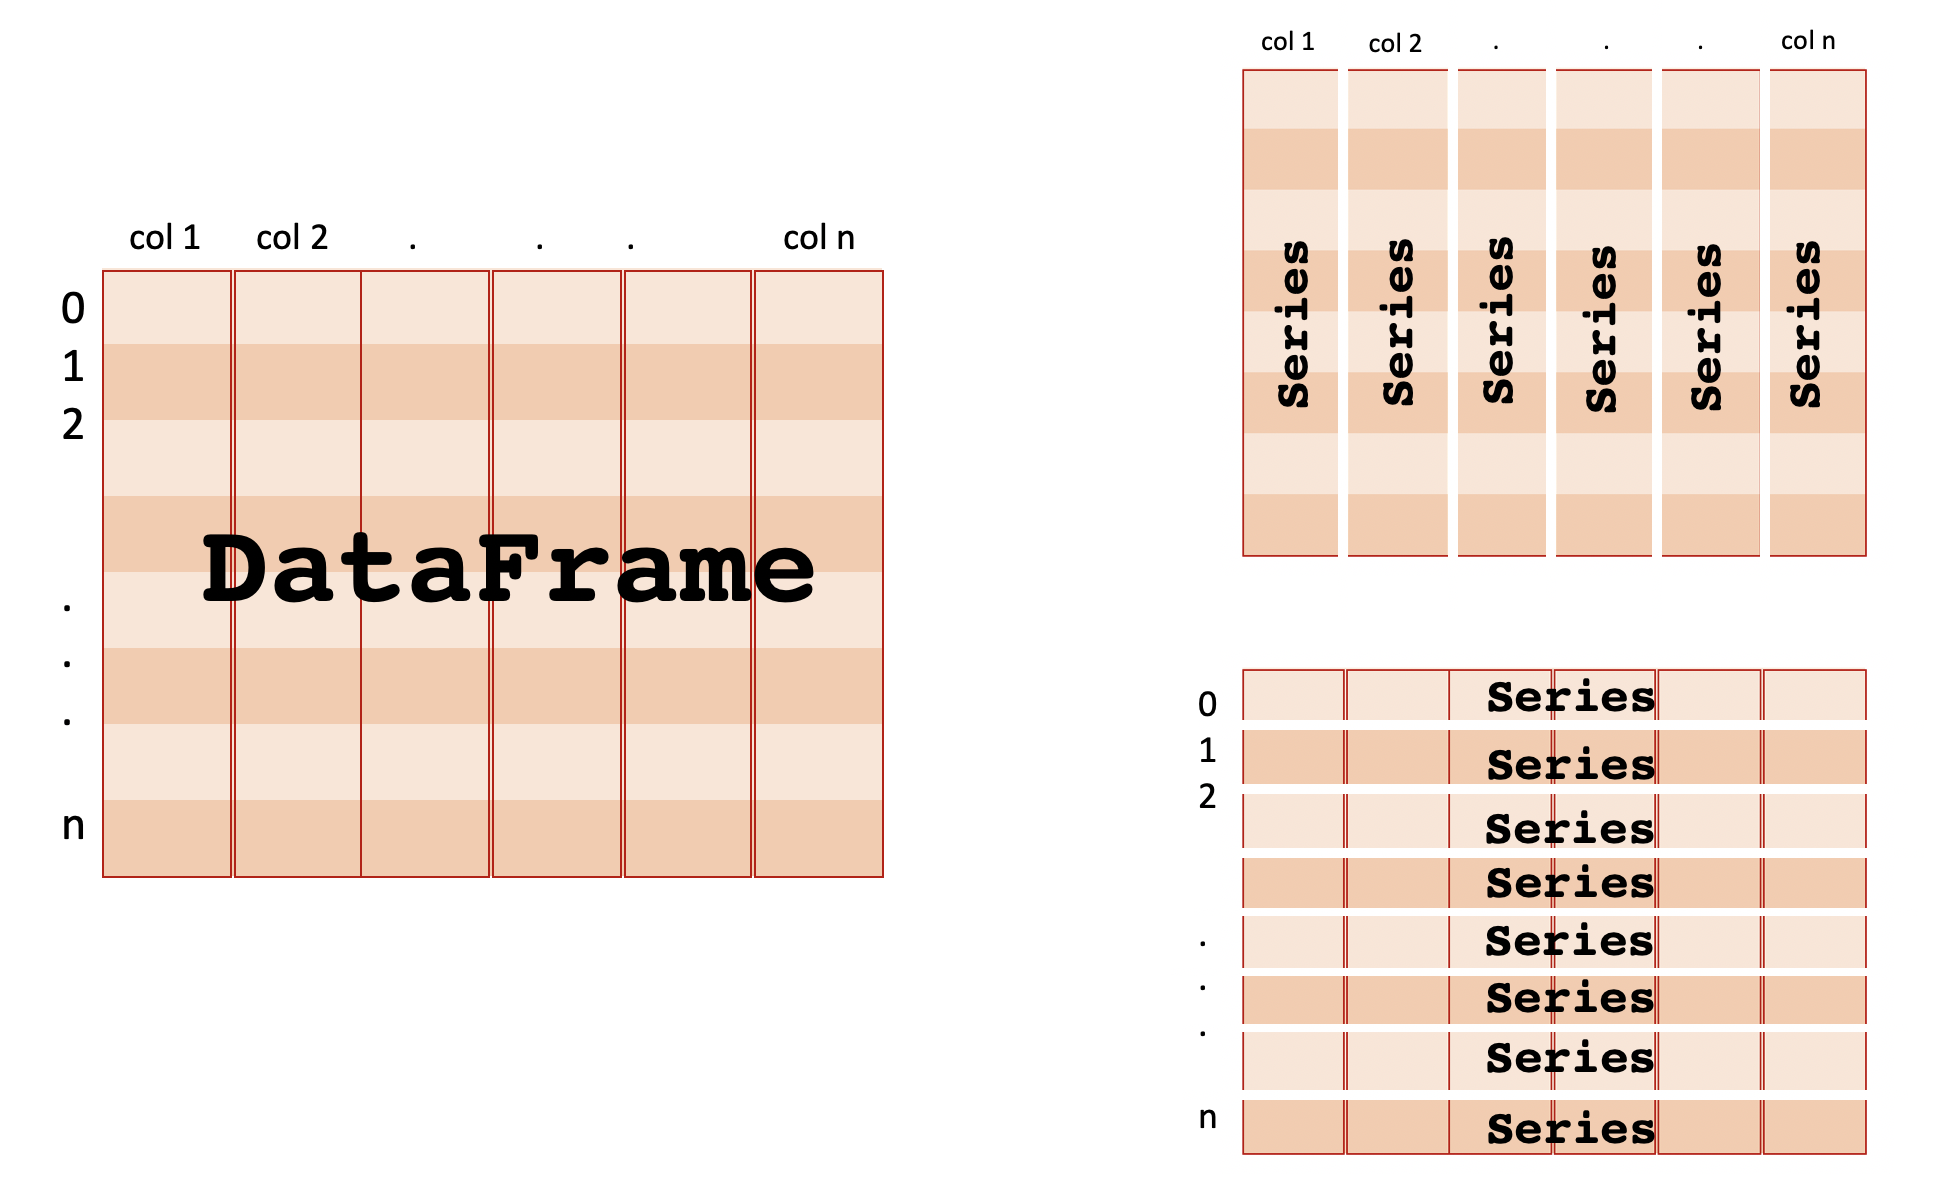 col 1 col 2 . . . col n
0
1
2
DataFrame
.
.
.
n
col 1 col 2 . . . col n
Series Series Series Series Series Series
0 Series
1 Series
2 Series
Series
. Series
. Series
. Series
n Series